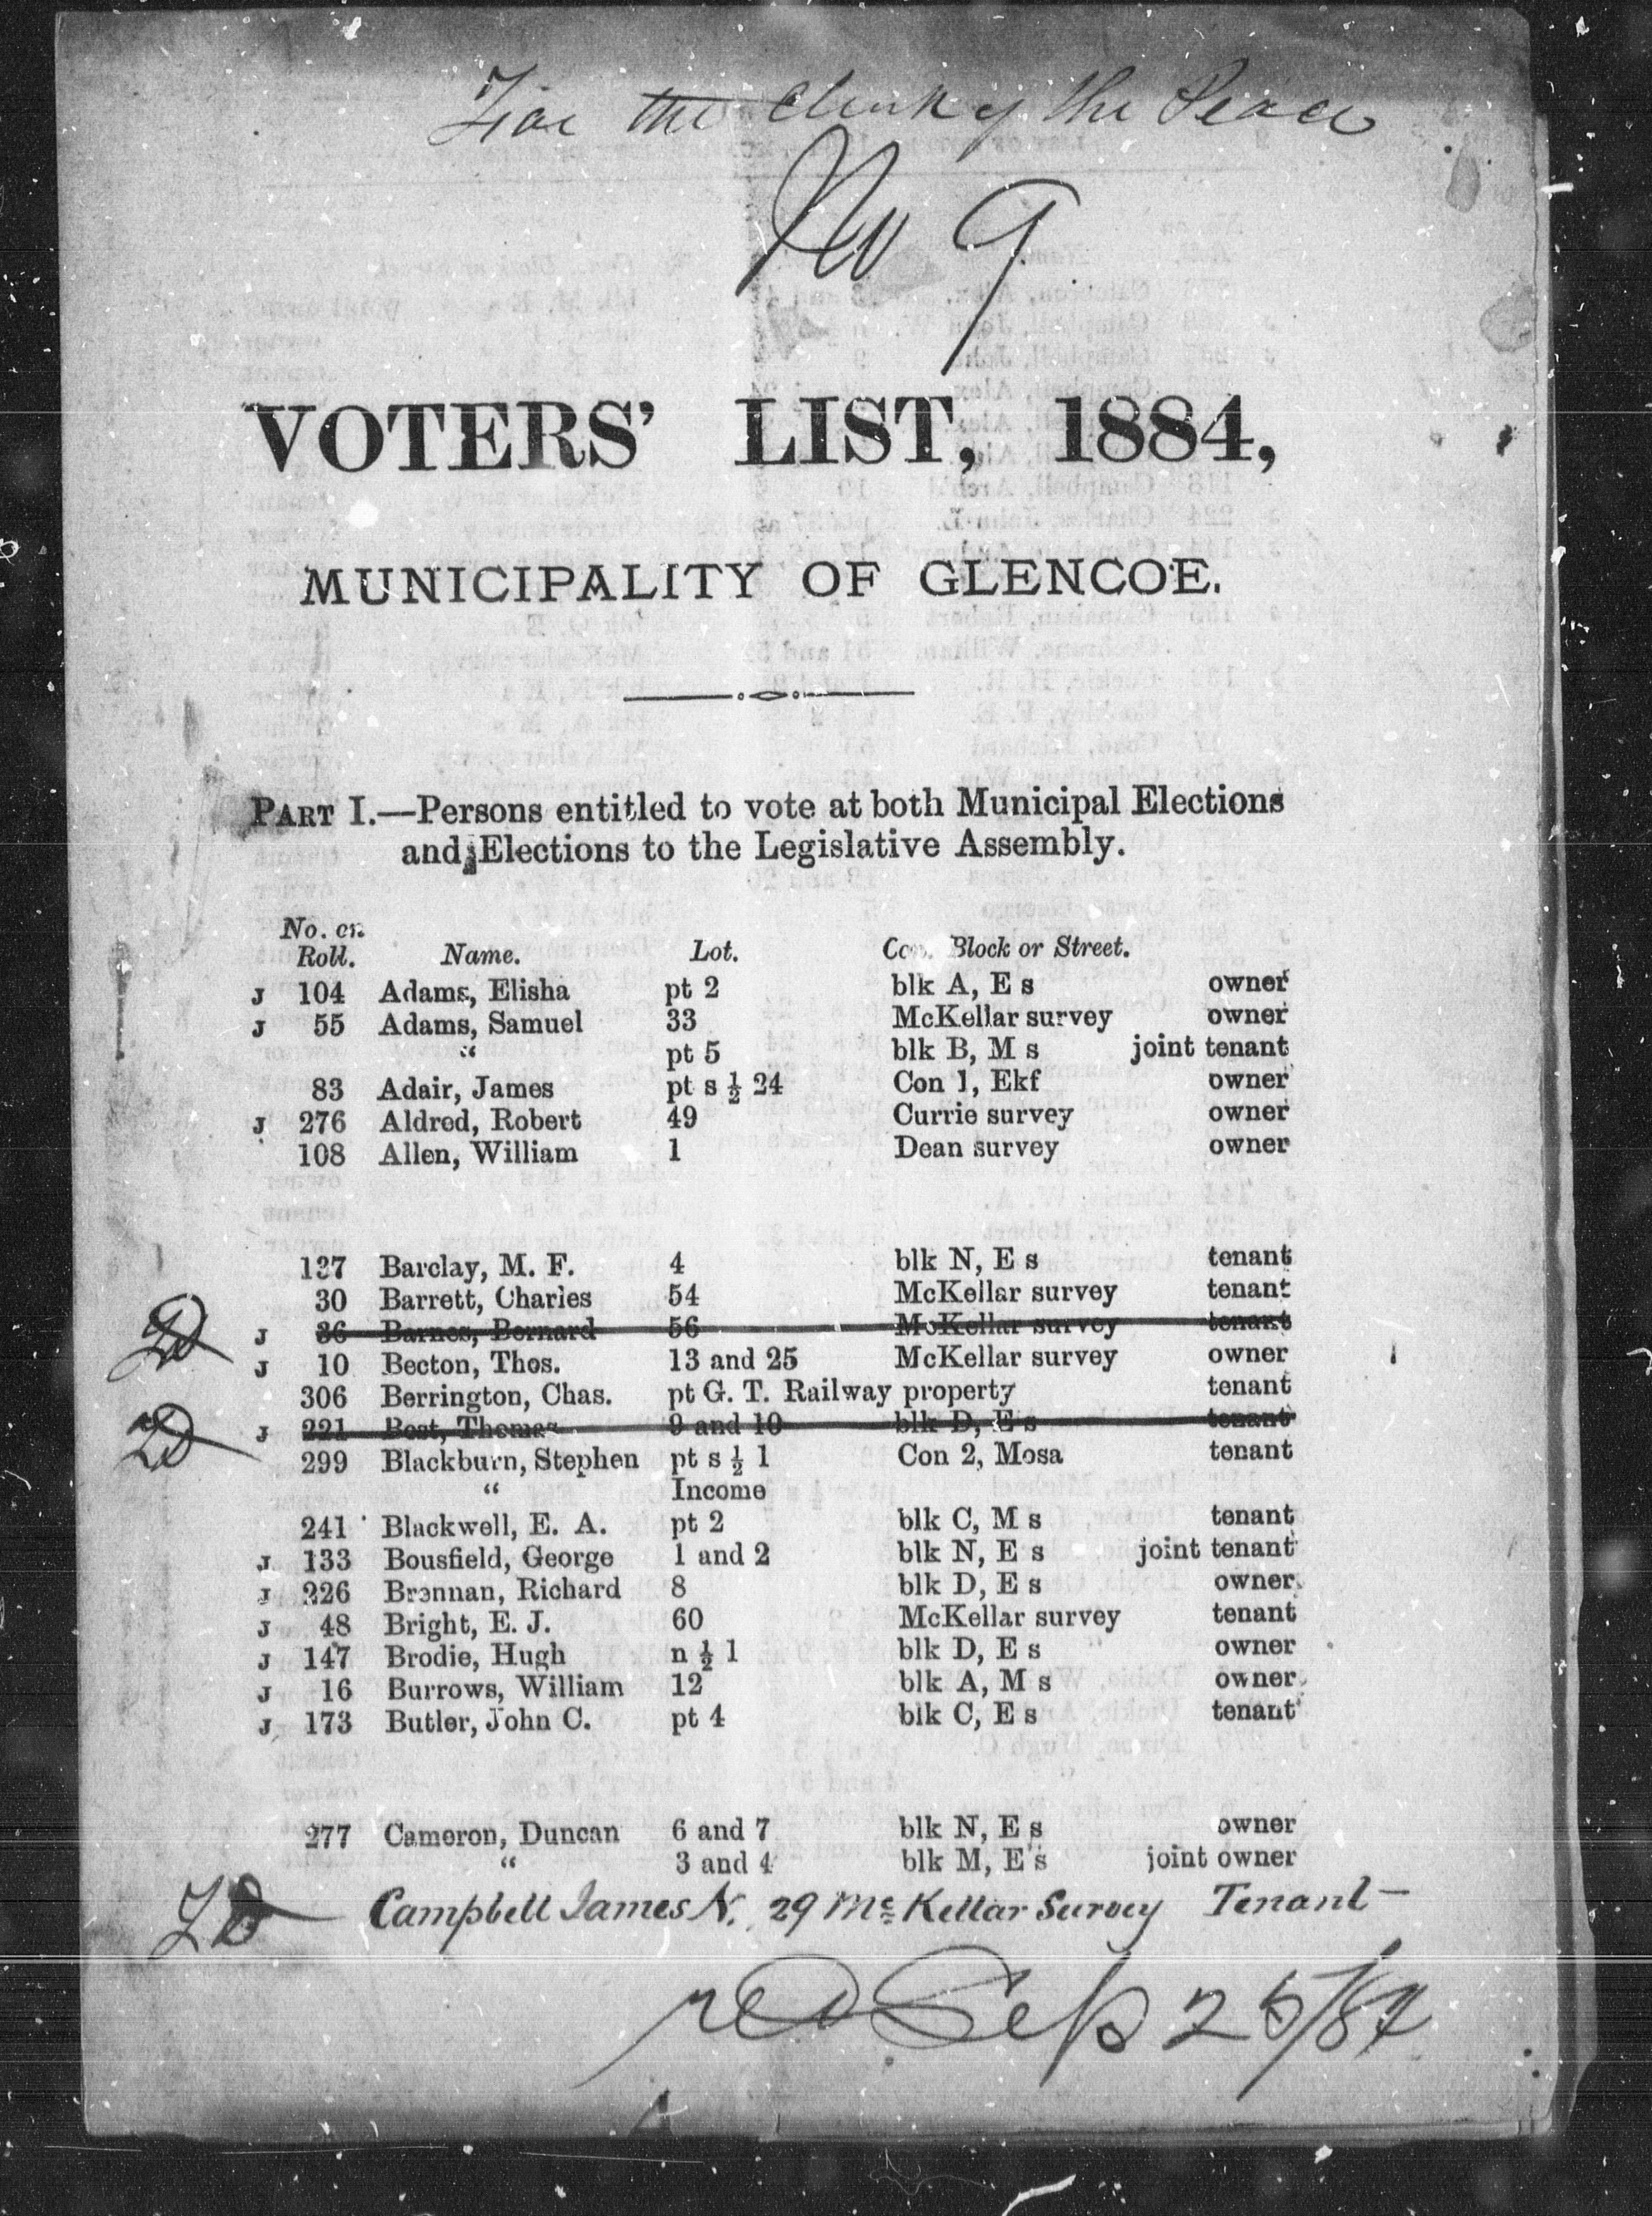 For the Clerk of the Peace
No 9
VOTERS' LIST, 1884,
MUNICIPALITY OF GLENCOE.
PART I.—Persons entitled to vote at both Municipal Elections
and Elections to the Legislative Assembly.
No. on
Roll. Name. Lot. Con. Block or Street.
J 104 Adams, Elisha pt 2 blk A, E s owner
J 55 Adams, Samuel 33 McKellar survey owner
“ pt 5 blk B, M s joint tenant
83 Adair, James pt s ½ 24 Con 1, Ekf owner
J 276 Aldred, Robert 49 Currie survey owner
108 Allen, William 1 Dean survey owner
137 Barclay, M. F. 4 blk N, E s tenant
30 Barrett, Charles 54 McKellar survey tenant
J 36 Barnes, Bernard 56 McKellar survey tenant
J 10 Becton, Thos. 13 and 25 McKellar survey owner
306 Berrington, Chas. pt G. T. Railway property tenant
J 221 Best, Thomas 9 and 10 blk D, E s tenant
299 Blackburn, Stephen pt s ½ 1 Con 2, Mosa tenant
“ Income
241 Blackwell, E. A. pt 2 blk C, M s tenant
J 133 Bousfield, George 1 and 2 blk N, E s joint tenant
J 226 Brennan, Richard 8 blk D, E s owner
J 48 Bright, E. J. 60 McKellar survey tenant
J 147 Brodie, Hugh n ½ 1 blk D, E s owner
J 16 Burrows, William 12 blk A, M s owner
J 173 Butler, John C. pt 4 blk C, E s tenant
277 Cameron, Duncan 6 and 7 blk N, E s owner
“ 3 and 4 blk M, E s joint owner
Campbell James N. 29 Mc Kellar Survey Tenant
Sep 25/84